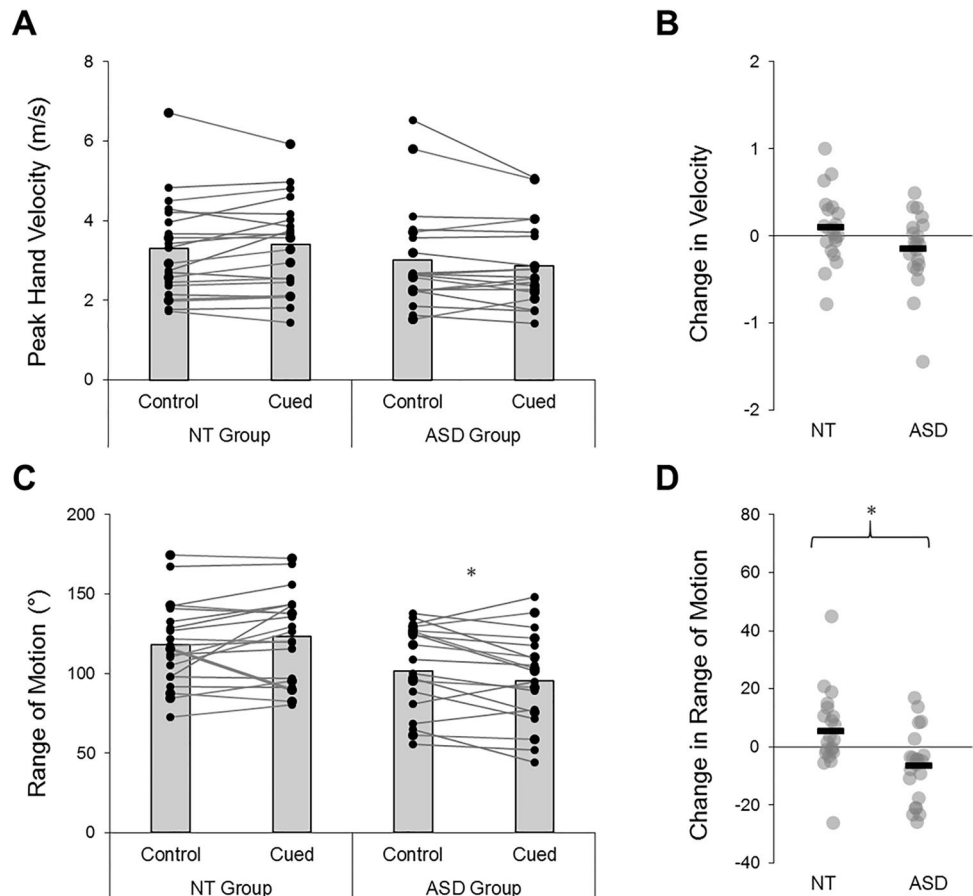 A
Peak Hand Velocity (m/s)
8
6
4
2
0
Control Cued Control Cued
NT Group ASD Group
B
Change in Velocity
2
1
0
-1
-2
NT ASD
C
Range of Motion (°)
200
150
100
50
0
*
Control Cued Control Cued
NT Group ASD Group
D
Change in Range of Motion
80
60
40
20
0
-20
-40
*
NT ASD